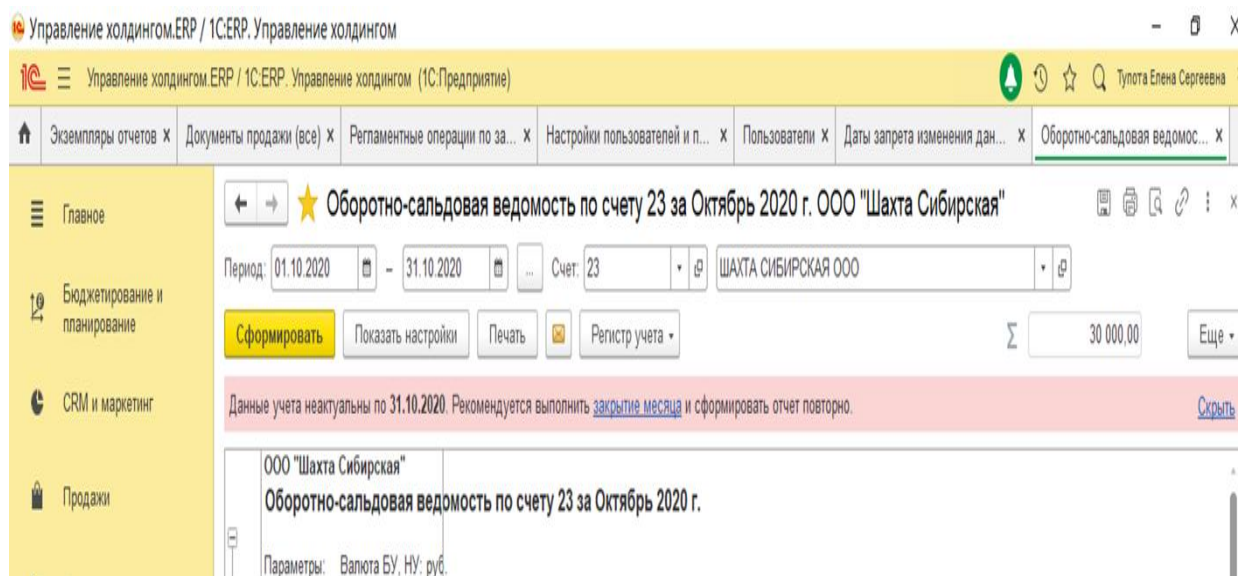 Управление холдингом.ERP / 1C:ERP. Управление холдингом
Управление холдингом.ERP / 1C:ERP. Управление холдингом (1С:Предприятие)
Тупота Елена Сергеевна
Экземпляры отчетов x Документы продажи (все) x Регламентные операции по за... x Настройки пользователей и п... x Пользователи x Даты запрета изменения дан... x Оборотно-сальдовая ведомос... x
Главное
Оборотно-сальдовая ведомость по счету 23 за Октябрь 2020 г. ООО "Шахта Сибирская"
Период: 01.10.2020 – 31.10.2020 ... Счет: 23 ШАХТА СИБИРСКАЯ ООО
Бюджетирование и
планирование
Сформировать Показать настройки Печать Регистр учета Σ 30 000,00 Еще
CRM и маркетинг
Данные учета неактуальны по 31.10.2020. Рекомендуется выполнить закрытие месяца и сформировать отчет повторно. Скрыть
ООО "Шахта Сибирская"
Продажи
Оборотно-сальдовая ведомость по счету 23 за Октябрь 2020 г.
Параметры: Валюта БУ, НУ: руб.